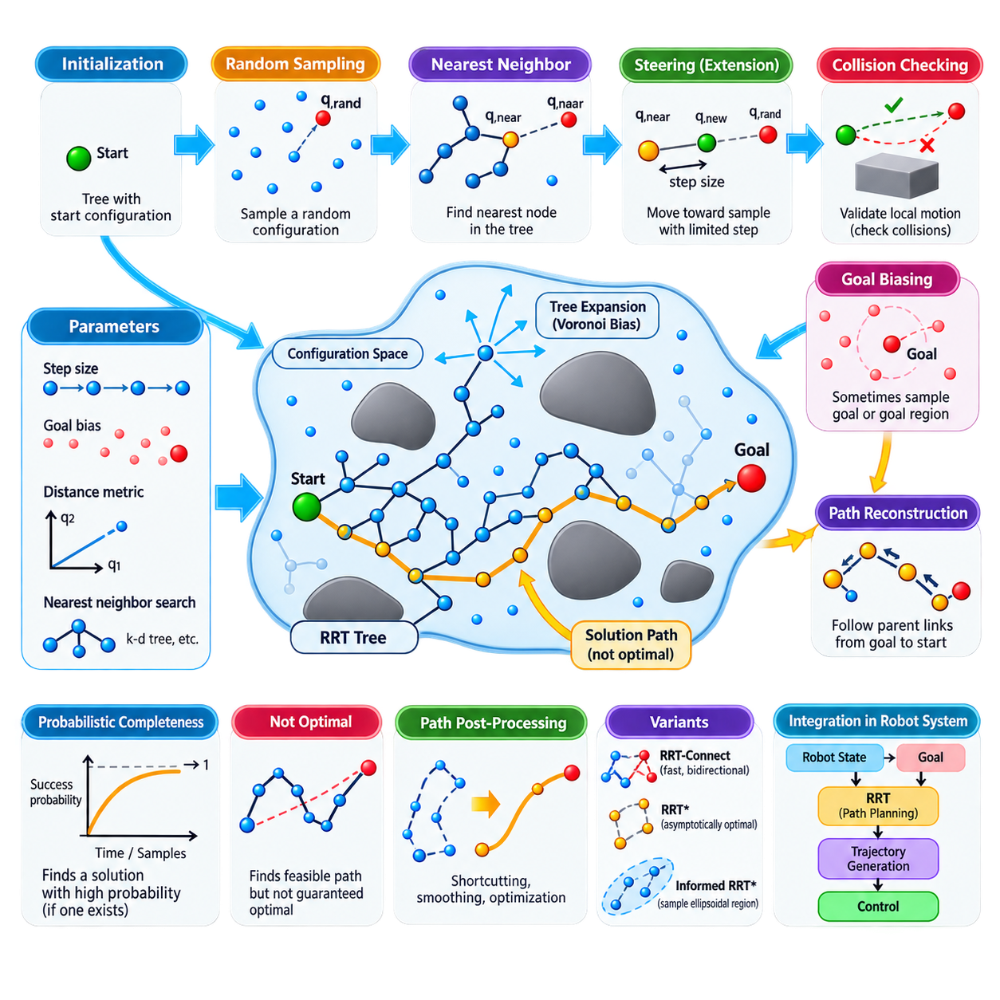 Initialization
Start
Tree with
start configuration
Random Sampling
q,rand
Sample a random
configuration
Nearest Neighbor
q,near
q,naar
Find nearest node
in the tree
Steering (Extension)
q,near
q,new
q,rand
step size
Move toward sample
with limited step
Collision Checking
Validate local motion
(check collisions)
Parameters
Step size
Goal bias
Distance metric
q2
q1
Nearest neighbor search
k-d tree, etc.
Configuration Space
Tree Expansion
(Voronoi Bias)
Start
Goal
RRT Tree
Solution Path
(not optimal)
Goal Biasing
Goal
Sometimes sample
goal or goal region
Path Reconstruction
Follow parent links
from goal to start
Probabilistic Completeness
1
Success
probability
Time / Samples
Finds a solution
with high probability
(if one exists)
Not Optimal
Finds feasible path
but not guaranteed
optimal
Path Post-Processing
Shortcutting,
smoothing, optimization
Variants
RRT-Connect
(fast, bidirectional)
RRT*
(asymptotically optimal)
Informed RRT*
(sample ellipsoidal region)
Integration in Robot System
Robot State
Goal
RRT
(Path Planning)
Trajectory
Generation
Control